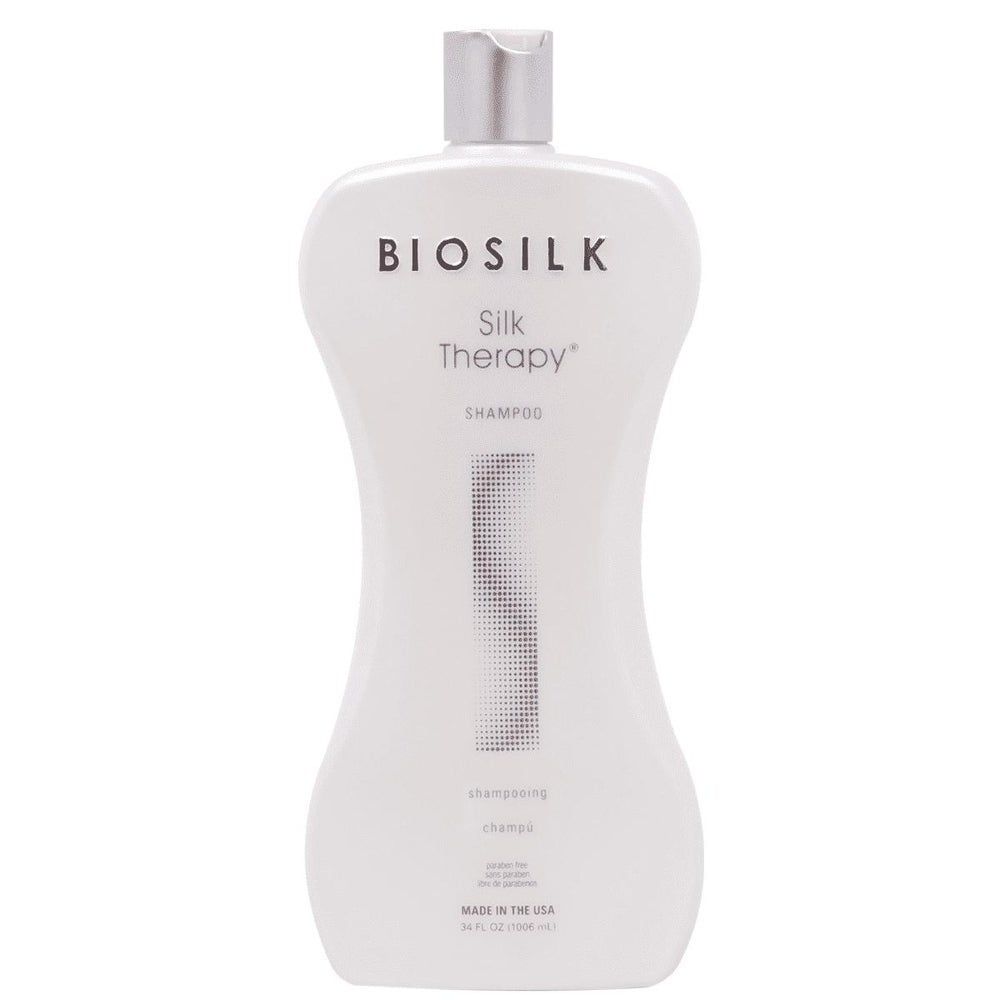 BIOSILK
Silk
Therapy®
SHAMPOO
shampooing
champú
paraben free
sans paraben
libre de parabenos
MADE IN THE USA
34 FL OZ (1006 mL)